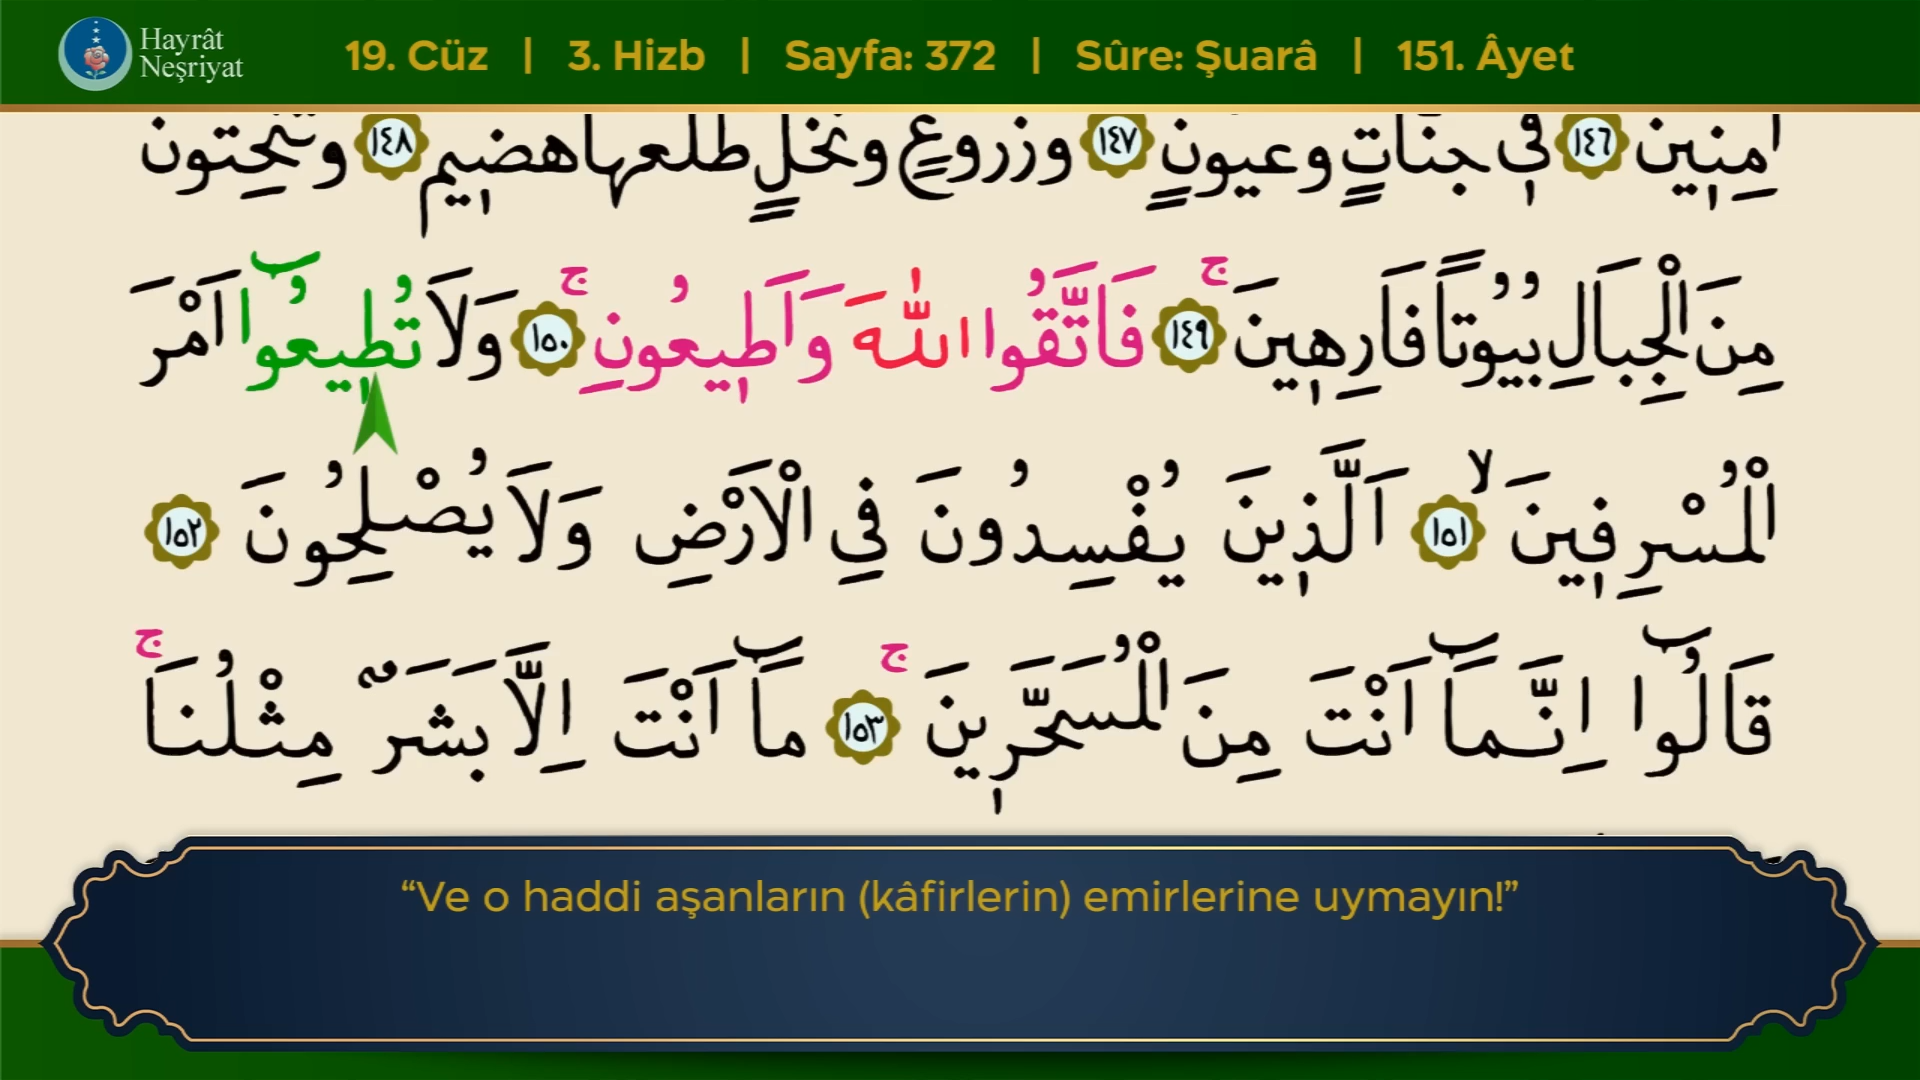 Hayrât
Neşriyat
19. Cüz | 3. Hizb | Sayfa: 372 | Sûre: Şuarâ | 151. Âyet
اٰمِنٖينَ ﴿١٤٦﴾ فٖي جَنَّاتٍ وَعُيُونٍ ﴿١٤٧﴾ وَزُرُوعٍ وَنَخْلٍ طَلْعُهَا هَضٖيمٌ ﴿١٤٨﴾ وَتَنْحِتُونَ
مِنَ الْجِبَالِ بُيُوتًا فَارِهٖينَ ۚ ﴿١٤٩﴾ فَاتَّقُوا اللّٰهَ وَاَطٖيعُونِ ۚ ﴿١٥٠﴾ وَلَا تُطٖيعُٓوا اَمْرَ
الْمُسْرِفٖينَ ۙ ﴿١٥١﴾ اَلَّذٖينَ يُفْسِدُونَ فِي الْاَرْضِ وَلَا يُصْلِحُونَ ﴿١٥٢﴾
قَالُٓوا اِنَّمَٓا اَنْتَ مِنَ الْمُسَحَّرٖينَ ۚ ﴿١٥٣﴾ مَٓا اَنْتَ اِلَّا بَشَرٌ مِثْلُنَا ۚ
“Ve o haddi aşanların (kâfirlerin) emirlerine uymayın!”